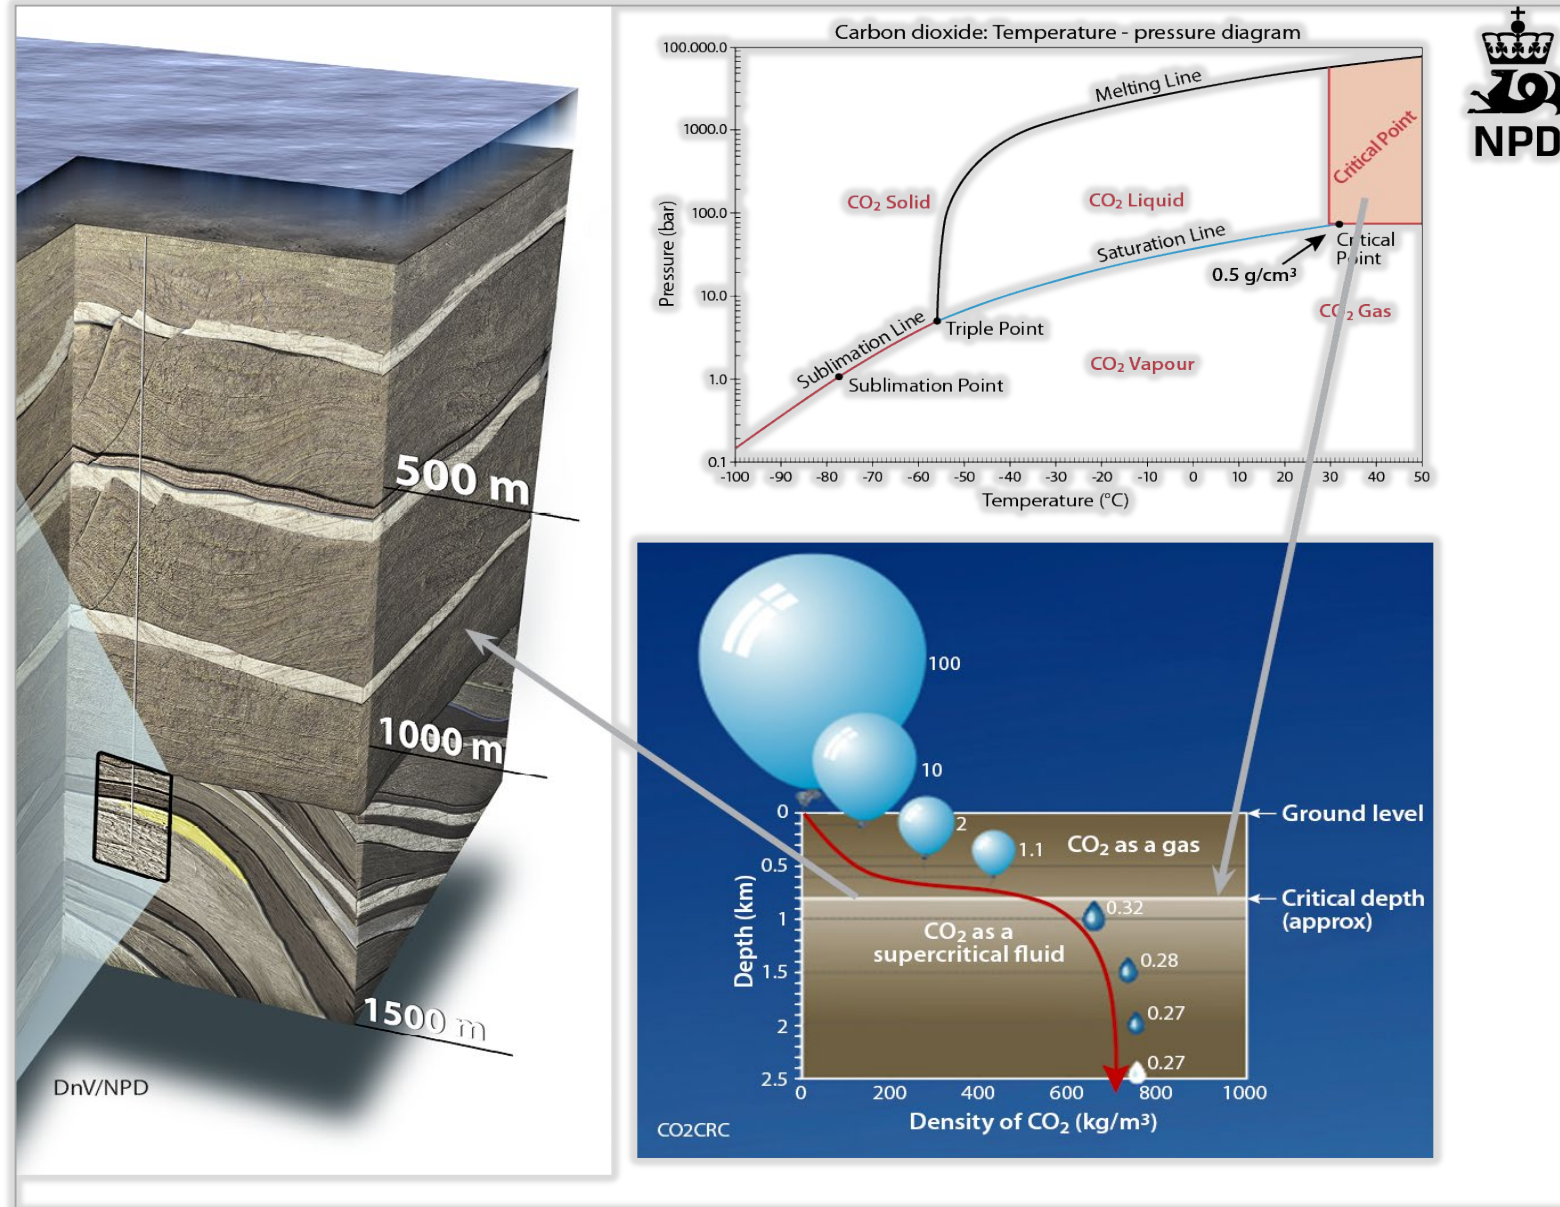 Carbon dioxide: Temperature - pressure diagram
100.000.0
1000.0
100.0
10.0
1.0
0.1
Pressure (bar)
Melting Line
Critical Point
CO₂ Solid
CO₂ Liquid
Saturation Line
Critical
Point
0.5 g/cm³
CO₂ Gas
Sublimation Line
Triple Point
CO₂ Vapour
Sublimation Point
-100 -90 -80 -70 -60 -50 -40 -30 -20 -10 0 10 20 30 40 50
Temperature (°C)
NPD
500 m
1000 m
1500 m
DnV/NPD
100
10
2
1.1
CO₂ as a gas
Ground level
Critical depth
(approx)
CO₂ as a
supercritical fluid
0.32
0.28
0.27
0.27
Depth (km)
0
0.5
1
1.5
2
2.5
0 200 400 600 800 1000
Density of CO₂ (kg/m³)
CO2CRC